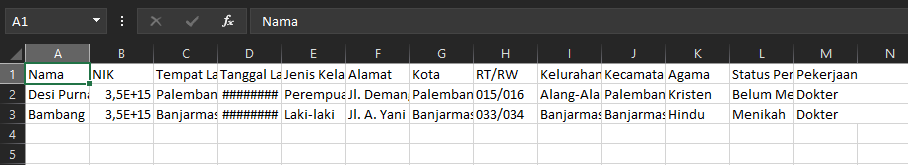 A1 fx Nama
A B C D E F G H I J K L M N
1 Nama NIK Tempat La Tanggal La Jenis Kela Alamat Kota RT/RW Kelurahan Kecamata Agama Status Per Pekerjaan
2 Desi Purna 3,5E+15 Palemban ######## Perempua Jl. Deman Palemban 015/016 Alang-Ala Palemban Kristen Belum Me Dokter
3 Bambang 3,5E+15 Banjarmas ######## Laki-laki Jl. A. Yani Banjarmas 033/034 Banjarmas Banjarmas Hindu Menikah Dokter
4
5